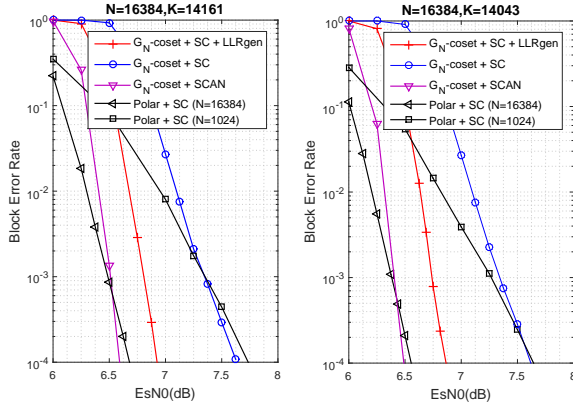 N=16384,K=14161
Block Error Rate
10^0
10^-1
10^-2
10^-3
10^-4
G_N-coset + SC + LLRgen
G_N-coset + SC
G_N-coset + SCAN
Polar + SC (N=16384)
Polar + SC (N=1024)
6 6.5 7 7.5 8
EsN0(dB)
N=16384,K=14043
Block Error Rate
10^0
10^-1
10^-2
10^-3
10^-4
G_N-coset + SC + LLRgen
G_N-coset + SC
G_N-coset + SCAN
Polar + SC (N=16384)
Polar + SC (N=1024)
6 6.5 7 7.5 8
EsN0(dB)